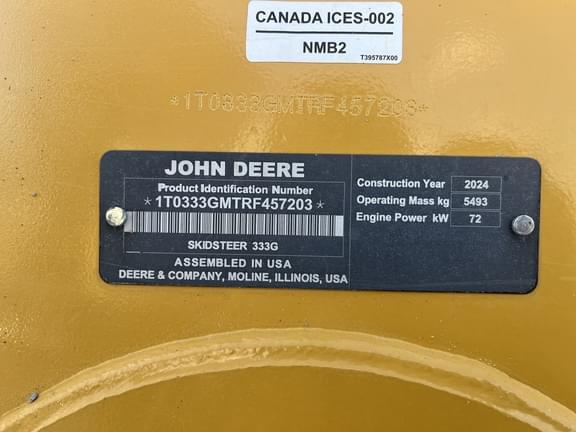 CANADA ICES-002
NMB2
T395787X00
*1T0333GMTRF457203*
JOHN DEERE
Product Identification Number
*1T0333GMTRF457203*
SKIDSTEER 333G
ASSEMBLED IN USA
DEERE & COMPANY, MOLINE, ILLINOIS, USA
Construction Year 2024
Operating Mass kg 5493
Engine Power kW 72